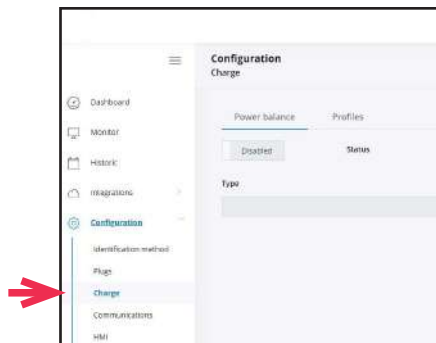 Configuration
Charge
Dashboard
Monitor
Historic
Integrations
Configuration
Identification method
Plugs
Charge
Communications
HMI
Power balance
Profiles
Disabled
Status
Type